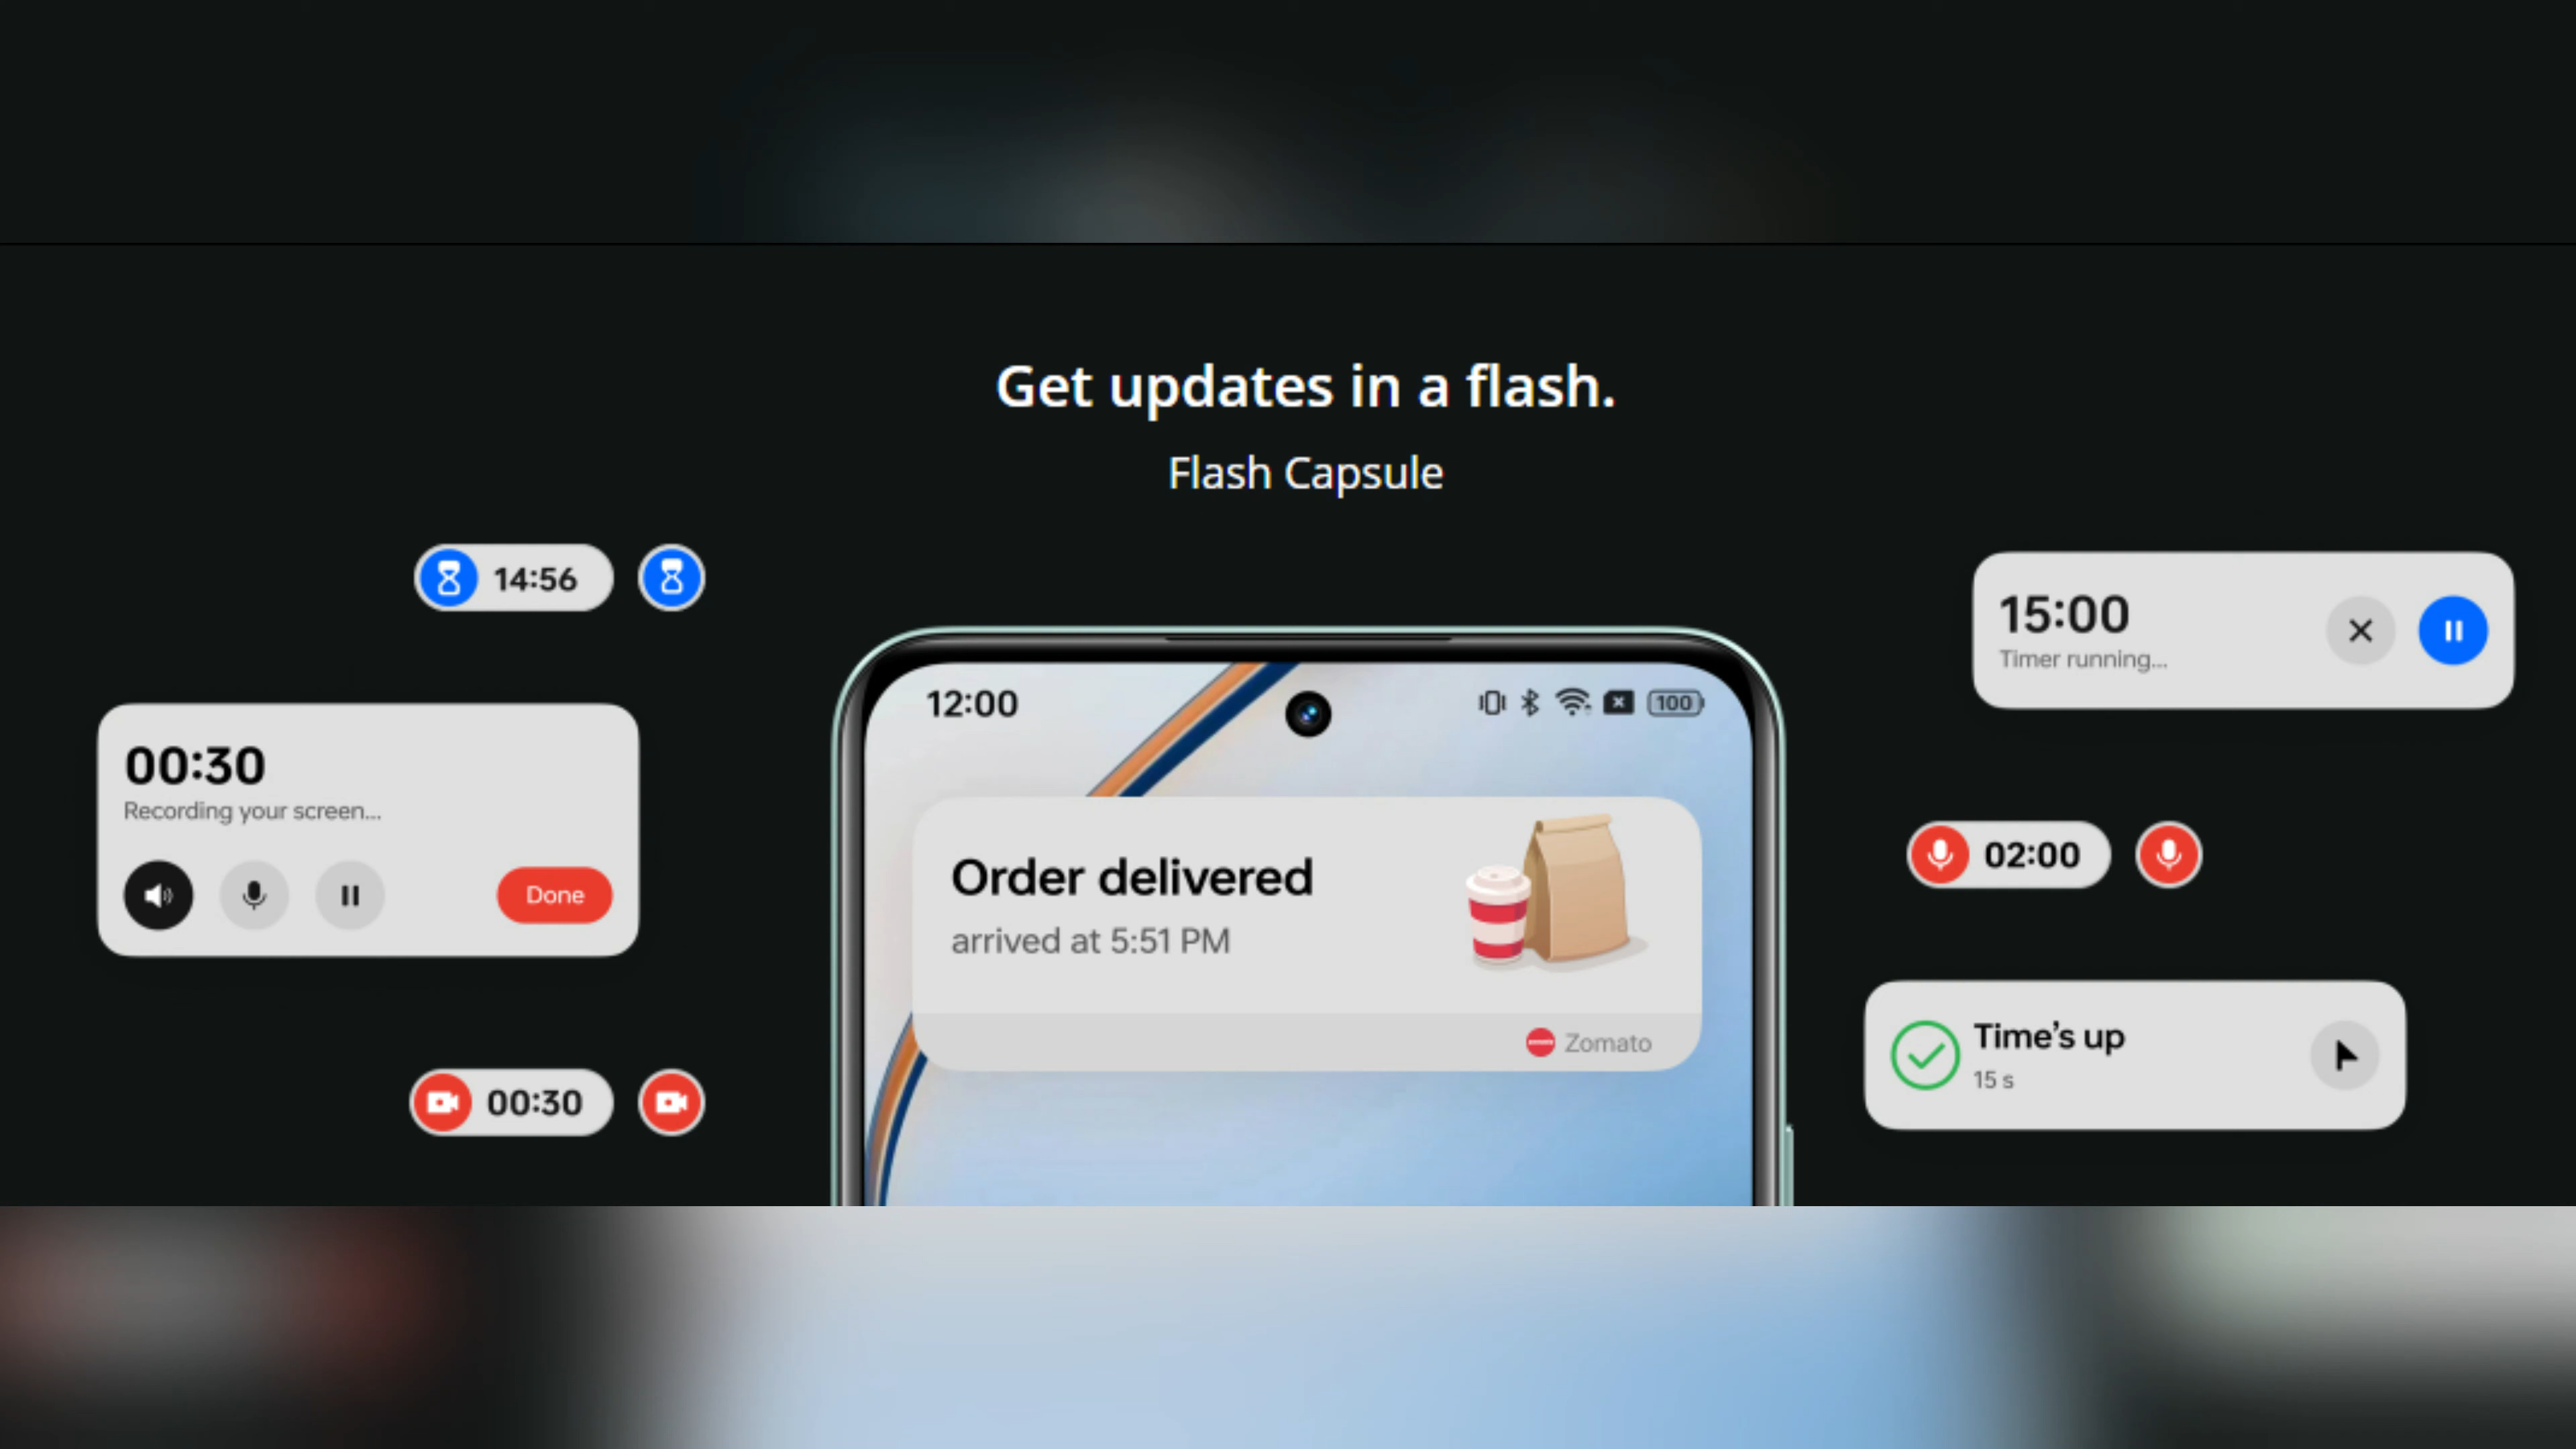 Get updates in a flash.
Flash Capsule
14:56
00:30
Recording your screen...
Done
00:30
12:00
100
Order delivered
arrived at 5:51 PM
Zomato
15:00
Timer running...
02:00
Time's up
15 s